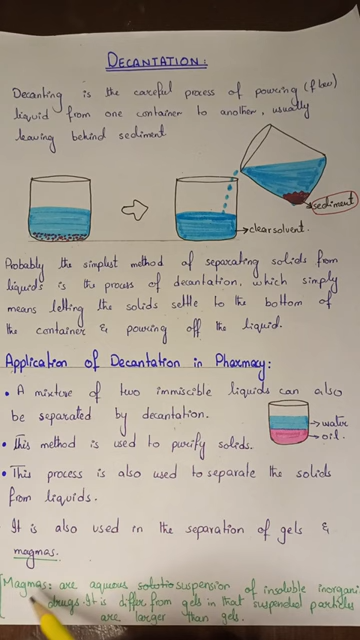 DECANTATION:
Decanting is the careful process of pouring (flow)
liquid from one container to another, usually
leaving behind sediment
sediment
clear solvent.
Probably the simplest method of separating solids from
liquids is the process of decantation, which simply
means letting the solids settle to the bottom of
the container & pouring off the liquid.
Application of Decantation in Pharmacy:
• A mixture of two immiscible liquids can also
be separated by decantation.
water
oil.
• This method is used to purify solids.
• This process is also used to separate the solids
from liquids.
• It is also used in the separation of gels &
magmas.
Magmas: are aqueous suspension of insoluble inorganic
drugs. It is differ from gels in that suspended particles
are larger than gels.